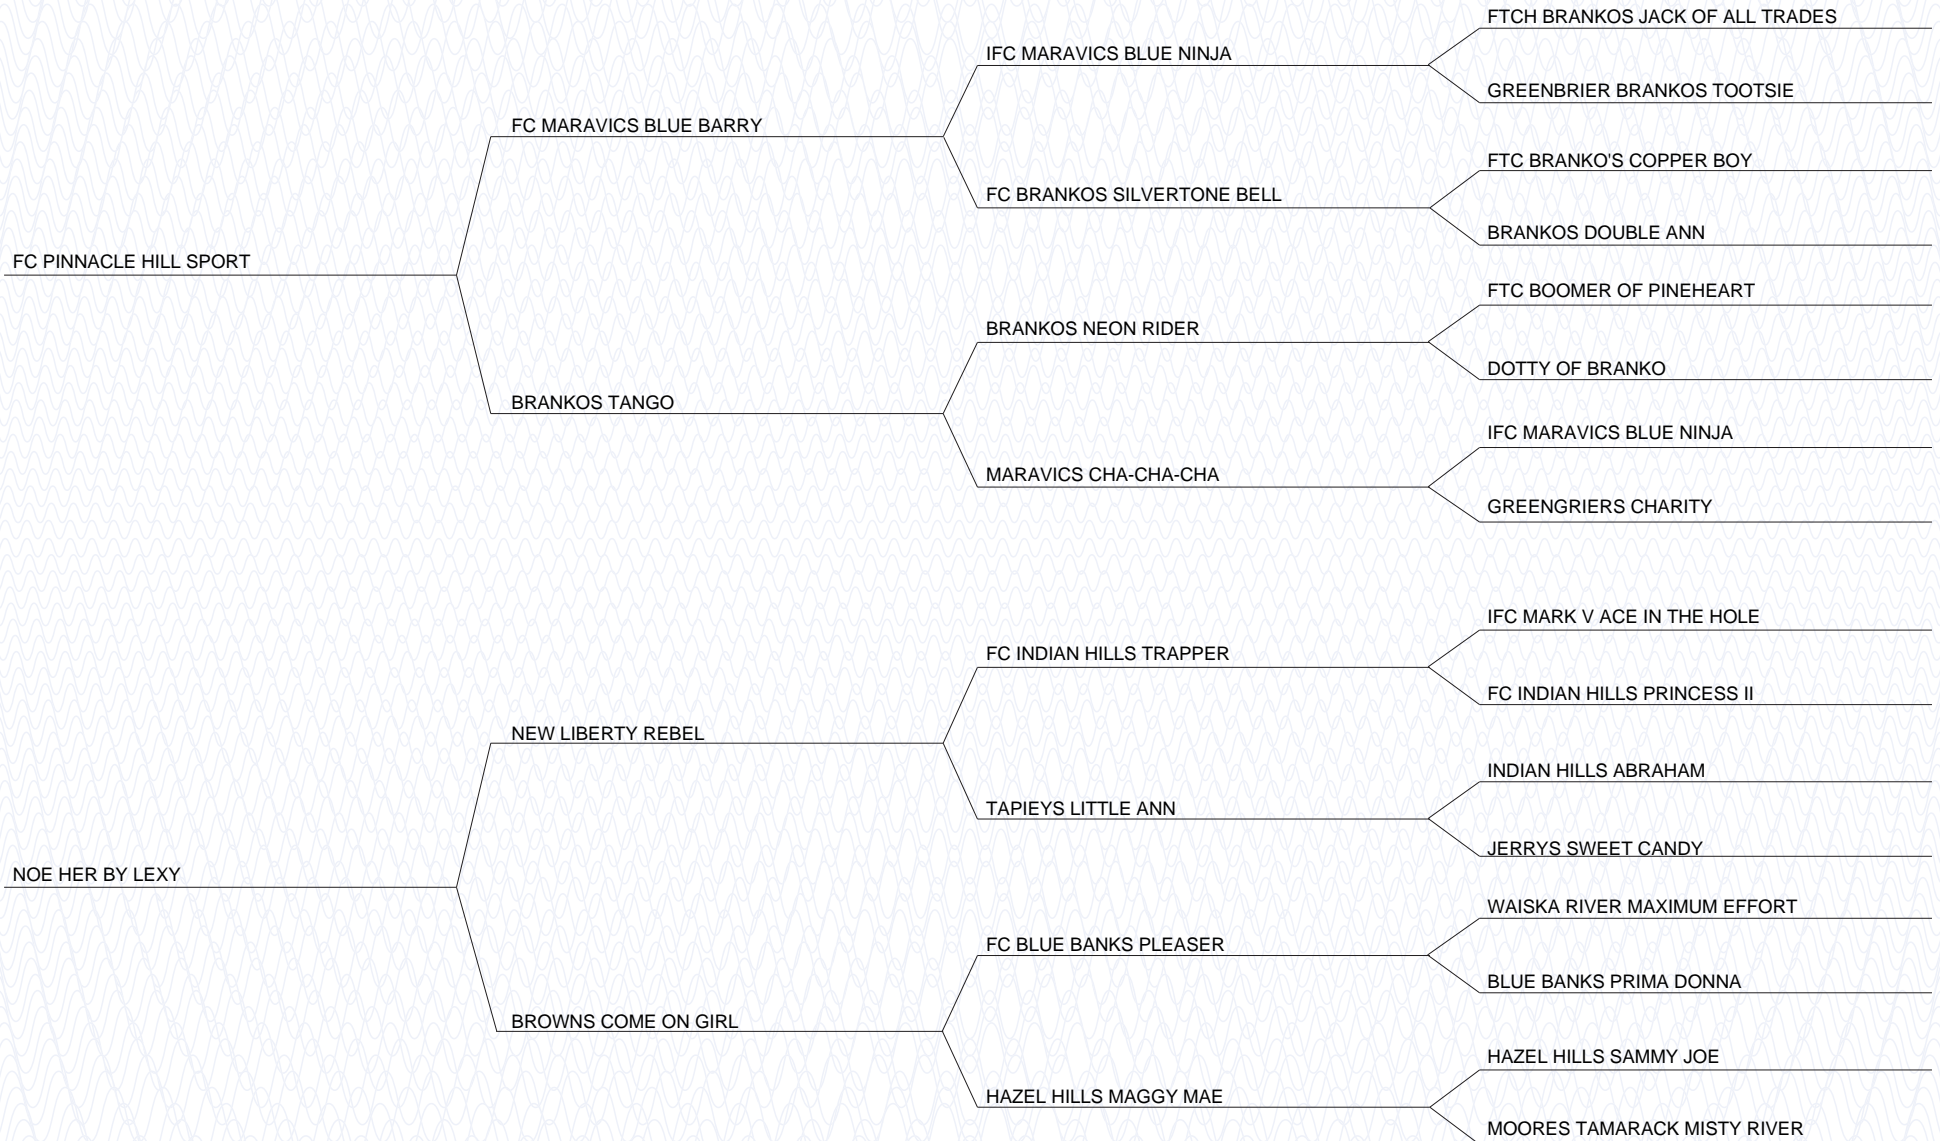 FTCH BRANKOS JACK OF ALL TRADES
IFC MARAVICS BLUE NINJA
GREENBRIER BRANKOS TOOTSIE
FC MARAVICS BLUE BARRY
FTC BRANKO'S COPPER BOY
FC BRANKOS SILVERTONE BELL
BRANKOS DOUBLE ANN
FC PINNACLE HILL SPORT
FTC BOOMER OF PINEHEART
BRANKOS NEON RIDER
DOTTY OF BRANKO
BRANKOS TANGO
IFC MARAVICS BLUE NINJA
MARAVICS CHA-CHA-CHA
GREENGRIERS CHARITY
IFC MARK V ACE IN THE HOLE
FC INDIAN HILLS TRAPPER
FC INDIAN HILLS PRINCESS II
NEW LIBERTY REBEL
INDIAN HILLS ABRAHAM
TAPIEYS LITTLE ANN
JERRYS SWEET CANDY
NOE HER BY LEXY
WAISKA RIVER MAXIMUM EFFORT
FC BLUE BANKS PLEASER
BLUE BANKS PRIMA DONNA
BROWNS COME ON GIRL
HAZEL HILLS SAMMY JOE
HAZEL HILLS MAGGY MAE
MOORES TAMARACK MISTY RIVER